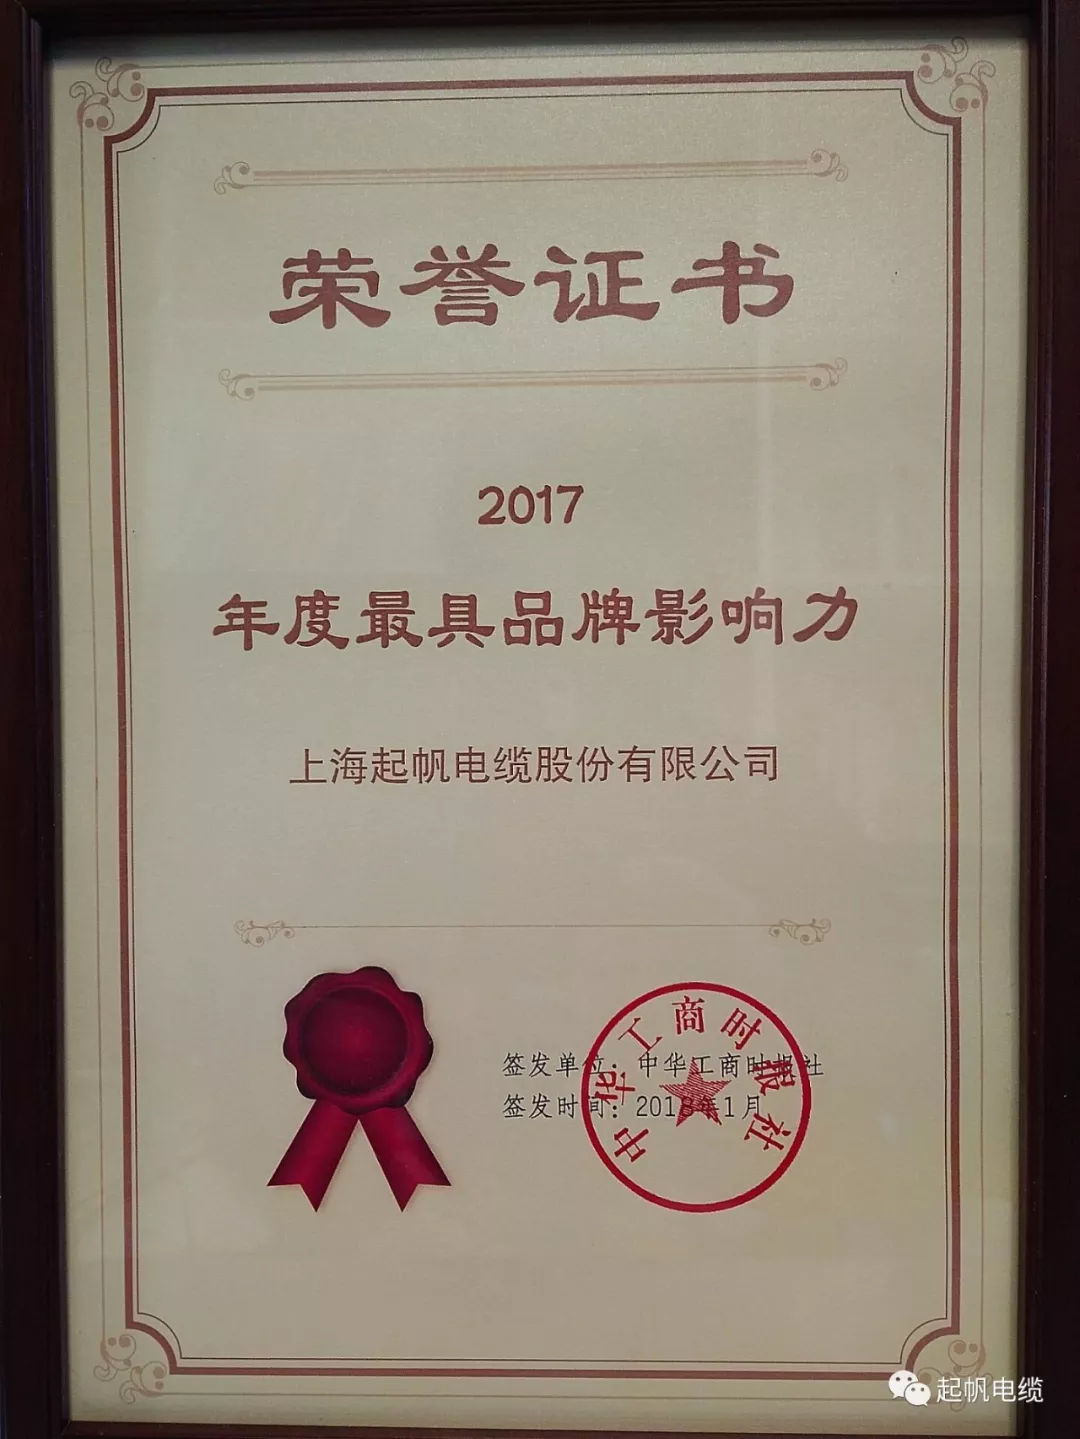 荣誉证书
2017
年度最具品牌影响力
上海起帆电缆股份有限公司
签发单位：中华工商时报社
签发时间：2018年1月
中华工商时报社
起帆电缆